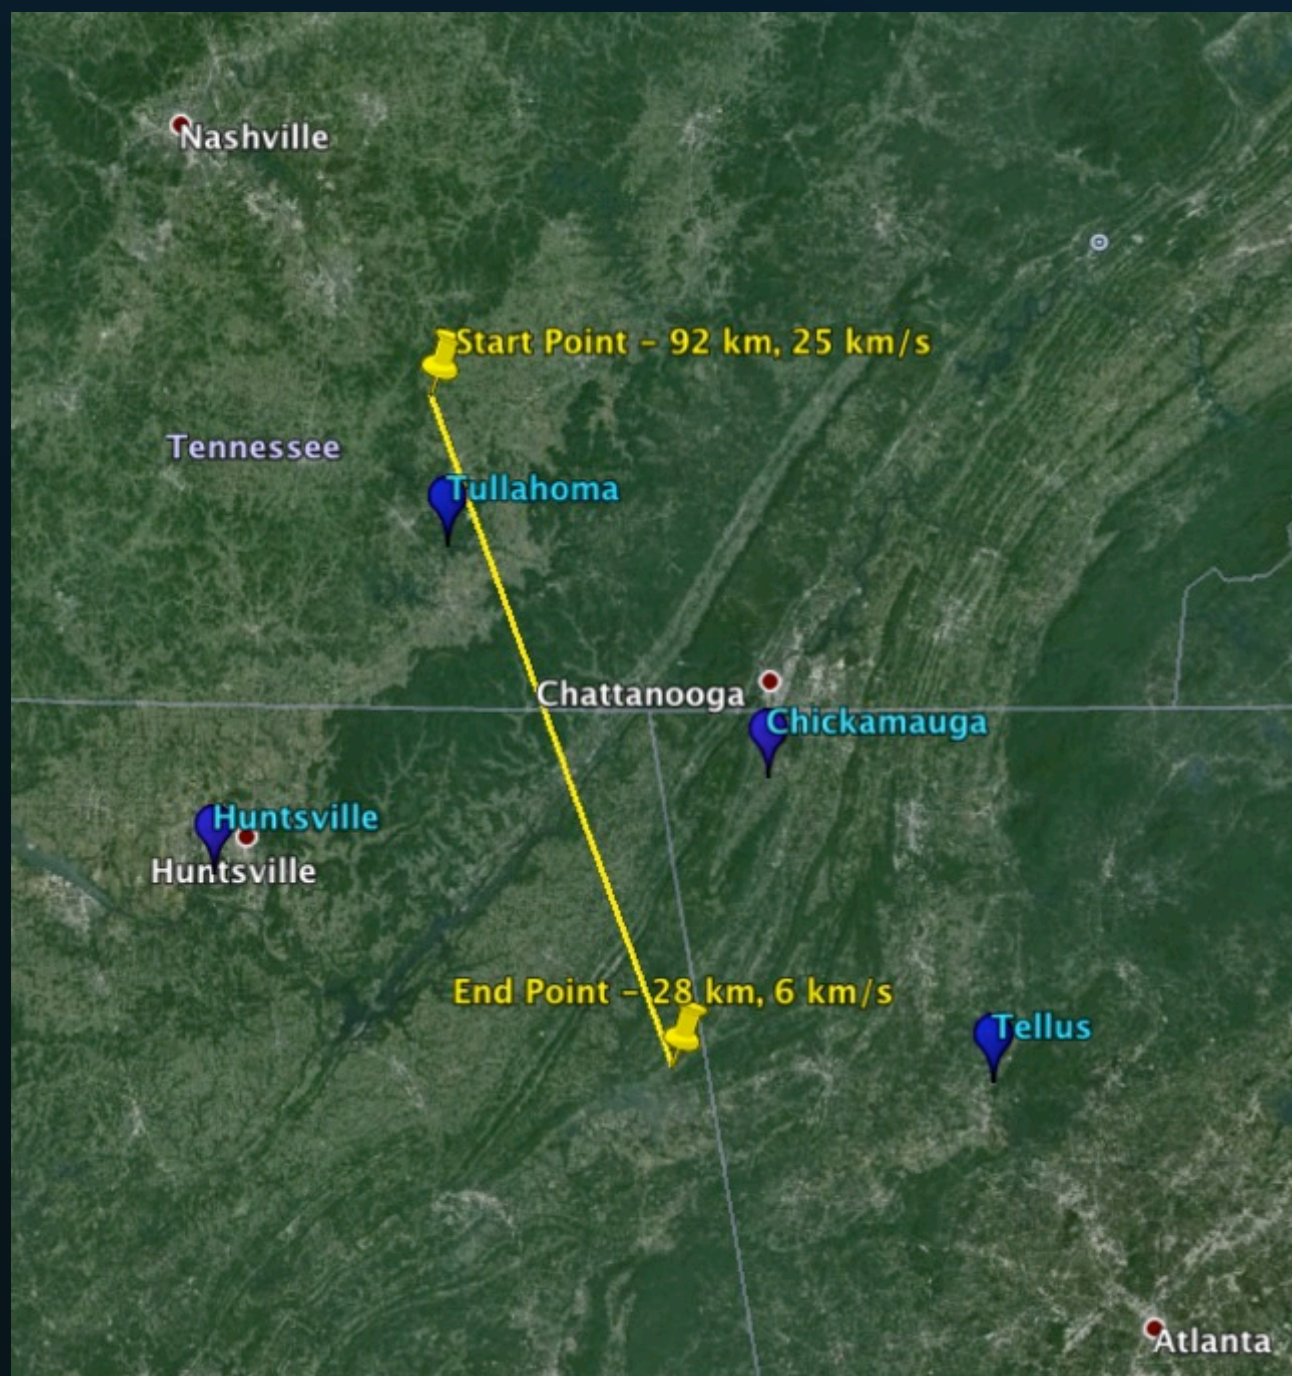 Nashville
Start Point - 92 km, 25 km/s
Tennessee
Tullahoma
Chattanooga
Chickamauga
Huntsville
Huntsville
End Point - 28 km, 6 km/s
Tellus
Atlanta